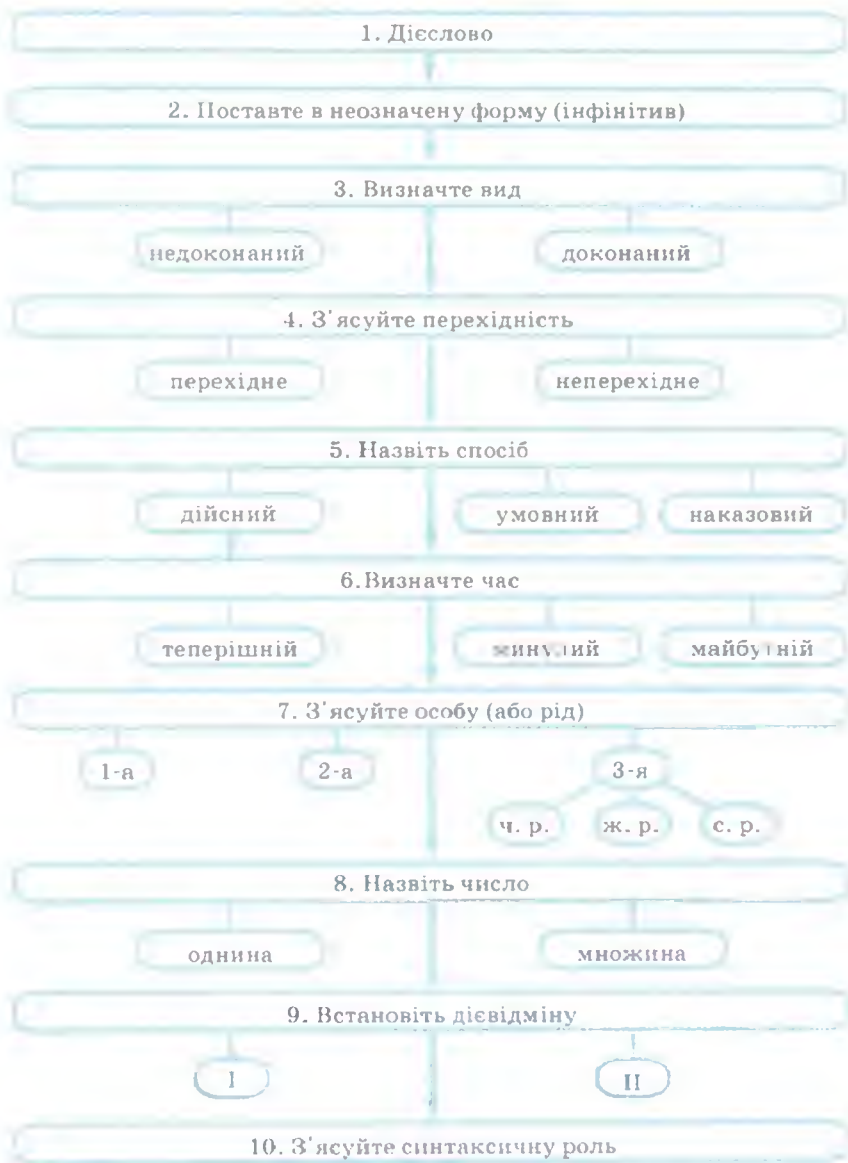 1. Дієслово
2. Поставте в неозначену форму (інфінітив)
3. Визначте вид
недоконаний доконаний
4. З'ясуйте перехідність
перехідне неперехідне
5. Назвіть спосіб
дійсний умовний наказовий
6.Визначте час
теперішній минулий майбутній
7. З'ясуйте особу (або рід)
1-а 2-а 3-я
ч. р. ж. р. с. р.
8. Назвіть число
однина множина
9. Встановіть дієвідміну
I II
10. З'ясуйте синтаксичну роль